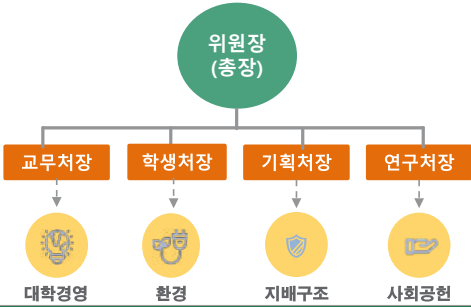 위원장
(총장)
교무처장
학생처장
기획처장
연구처장
대학경영
환경
지배구조
사회공헌